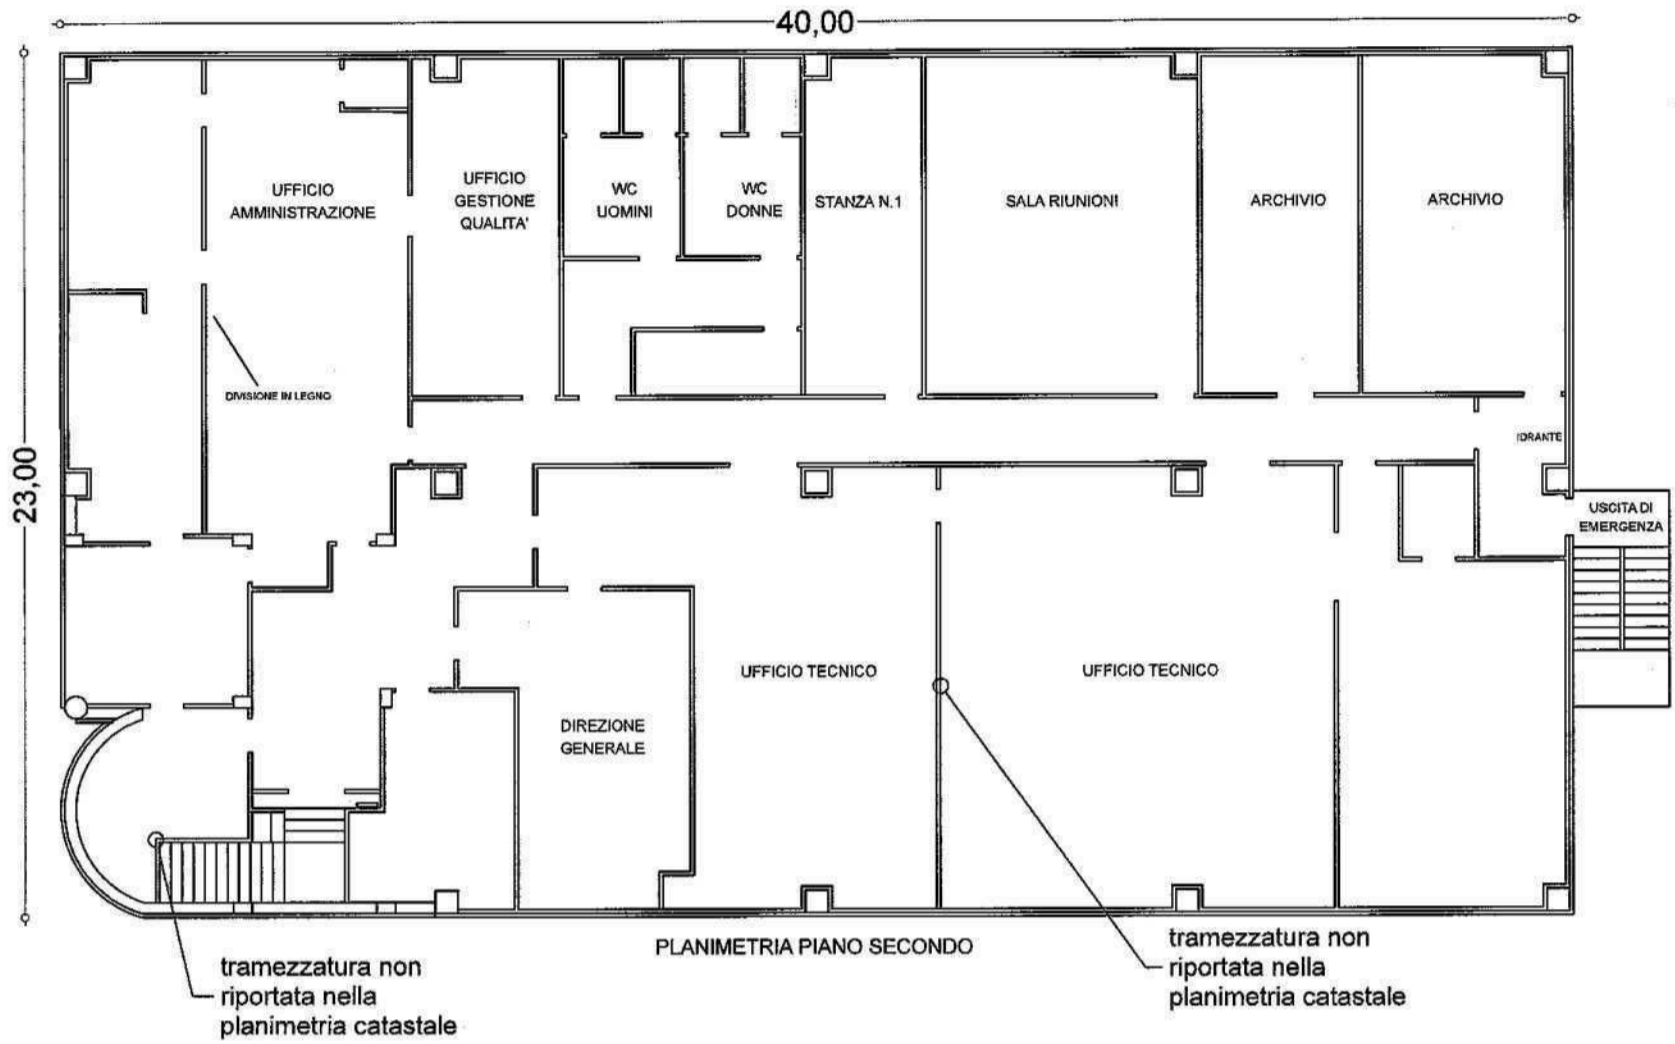 40,00
23,00
UFFICIO
AMMINISTRAZIONE
UFFICIO
GESTIONE
QUALITA'
WC
UOMINI
WC
DONNE
STANZA N.1
SALA RIUNIONI
ARCHIVIO
ARCHIVIO
DIVISIONE IN LEGNO
IDRANTE
USCITA DI
EMERGENZA
UFFICIO TECNICO
UFFICIO TECNICO
DIREZIONE
GENERALE
PLANIMETRIA PIANO SECONDO
tramezzatura non
riportata nella
planimetria catastale
tramezzatura non
riportata nella
planimetria catastale